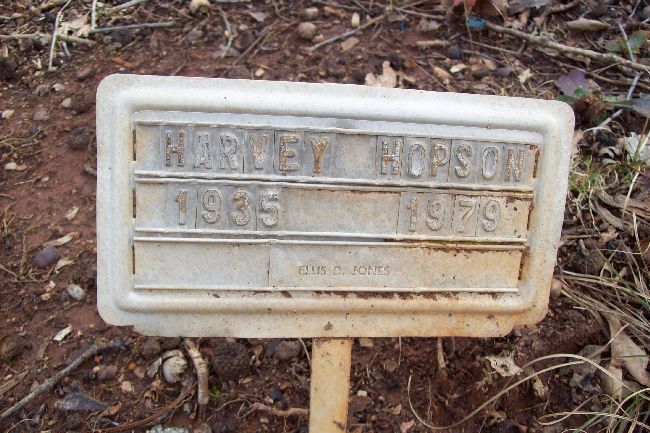 HARVEY HOPSON
1935 1979
ELLIS D. JONES